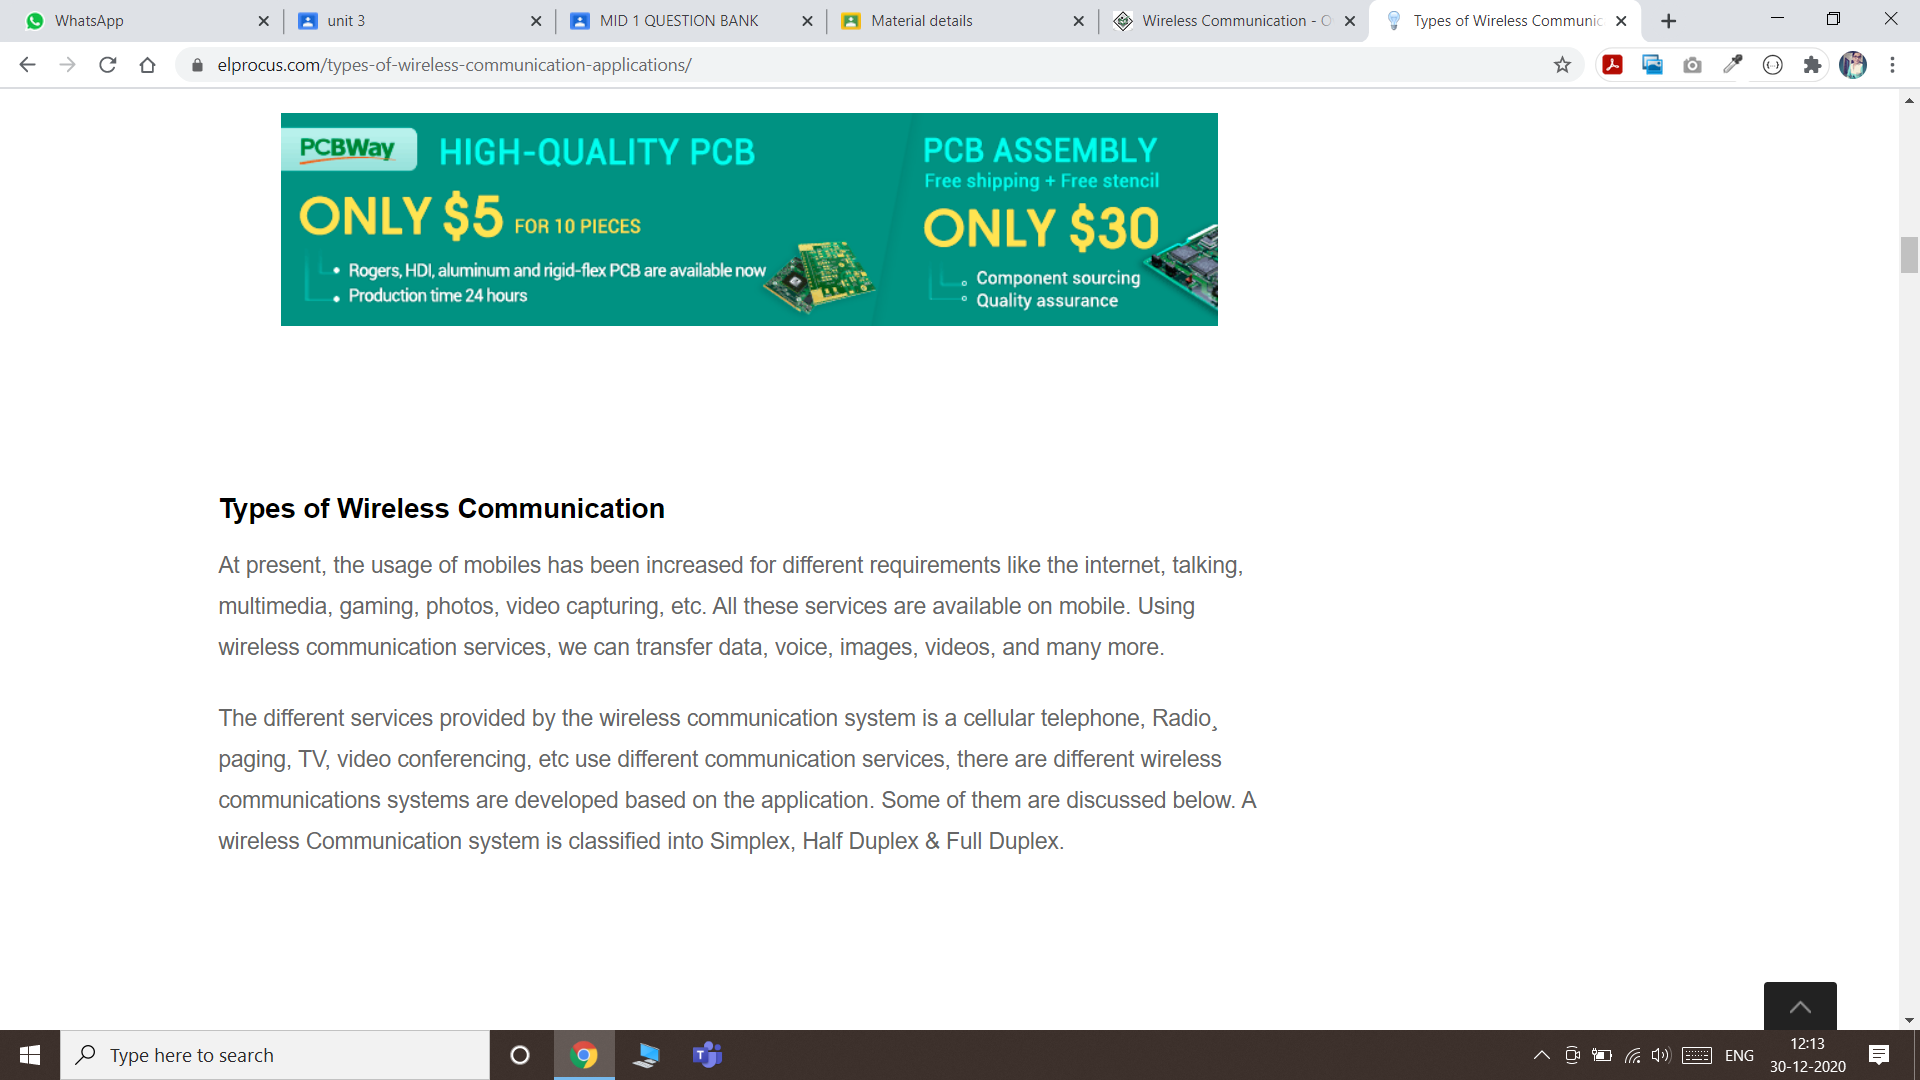 WhatsApp
unit 3
MID 1 QUESTION BANK
Material details
Wireless Communication - O
Types of Wireless Communic
elprocus.com/types-of-wireless-communication-applications/
PCBWay
HIGH-QUALITY PCB
ONLY $5 FOR 10 PIECES
• Rogers, HDI, aluminum and rigid-flex PCB are available now
• Production time 24 hours
PCB ASSEMBLY
Free shipping + Free stencil
ONLY $30
Component sourcing
Quality assurance
Types of Wireless Communication
At present, the usage of mobiles has been increased for different requirements like the internet, talking,
multimedia, gaming, photos, video capturing, etc. All these services are available on mobile. Using
wireless communication services, we can transfer data, voice, images, videos, and many more.
The different services provided by the wireless communication system is a cellular telephone, Radio¸
paging, TV, video conferencing, etc use different communication services, there are different wireless
communications systems are developed based on the application. Some of them are discussed below. A
wireless Communication system is classified into Simplex, Half Duplex & Full Duplex.
Type here to search
ENG
12:13
30-12-2020